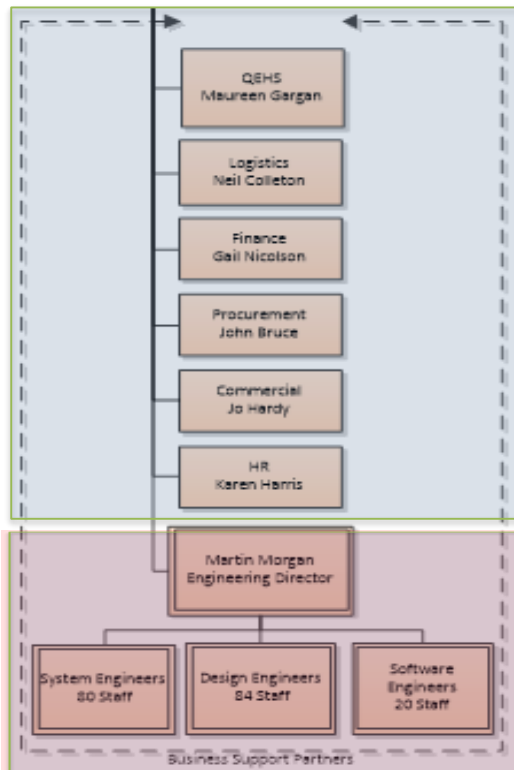 QEHS
Maureen Gargan
Logistics
Neil Colleton
Finance
Gail Nicolson
Procurement
John Bruce
Commercial
Jo Hardy
HR
Karen Harris
Martin Morgan
Engineering Director
System Engineers
80 Staff
Design Engineers
84 Staff
Software
Engineers
20 Staff
Business Support Partners